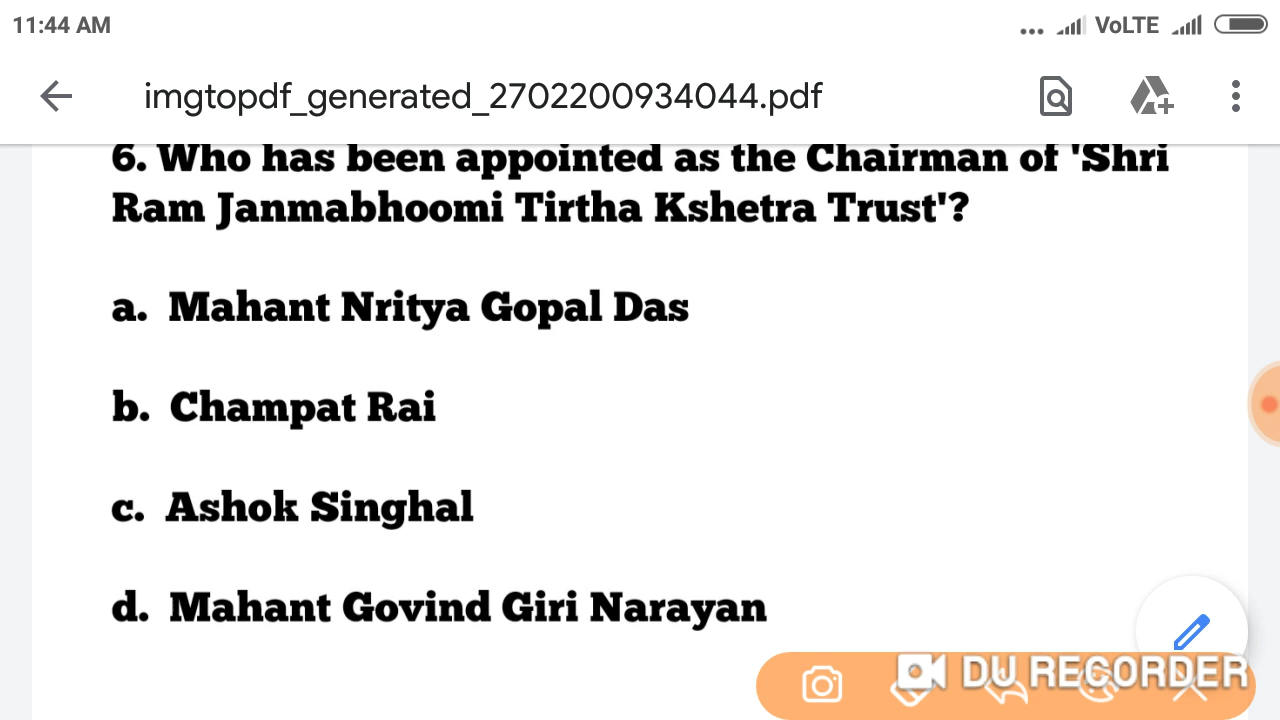 11:44 AM
... VoLTE
imgtopdf_generated_2702200934044.pdf
6. Who has been appointed as the Chairman of 'Shri
Ram Janmabhoomi Tirtha Kshetra Trust'?
a. Mahant Nritya Gopal Das
b. Champat Rai
c. Ashok Singhal
d. Mahant Govind Giri Narayan
DU RECORDER